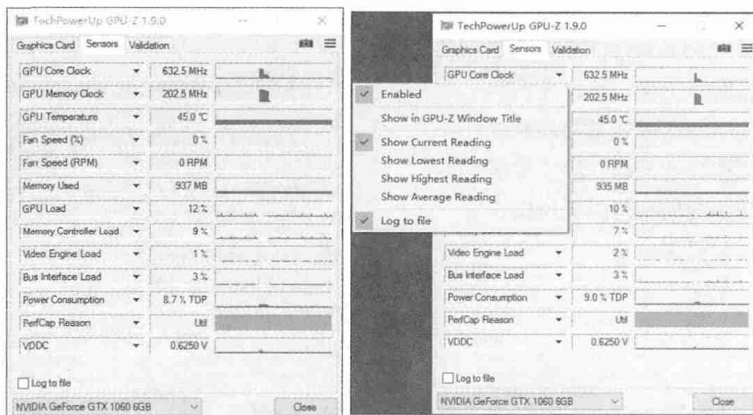 TechPowerUp GPU-Z 1.9.0
Graphics Card Sensors Validation
GPU Core Clock 632.5 MHz
GPU Memory Clock 202.5 MHz
GPU Temperature 45.0 °C
Fan Speed (%) 0 %
Fan Speed (RPM) 0 RPM
Memory Used 937 MB
GPU Load 12 %
Memory Controller Load 9 %
Video Engine Load 1 %
Bus Interface Load 3 %
Power Consumption 8.7 % TDP
PerfCap Reason Util
VDDC 0.6250 V
Log to file
NVIDIA GeForce GTX 1060 6GB Close
TechPowerUp GPU-Z 1.9.0
Graphics Card Sensors Validation
GPU Core Clock 632.5 MHz
Enabled 202.5 MHz
Show in GPU-Z Window Title 45.0 °C
Show Current Reading 0 %
Show Lowest Reading 0 RPM
Show Highest Reading 935 MB
Show Average Reading 10 %
Log to file 7 %
Video Engine Load 2 %
Bus Interface Load 3 %
Power Consumption 9.0 % TDP
PerfCap Reason Util
VDDC 0.6250 V
Log to file
NVIDIA GeForce GTX 1060 6GB Close